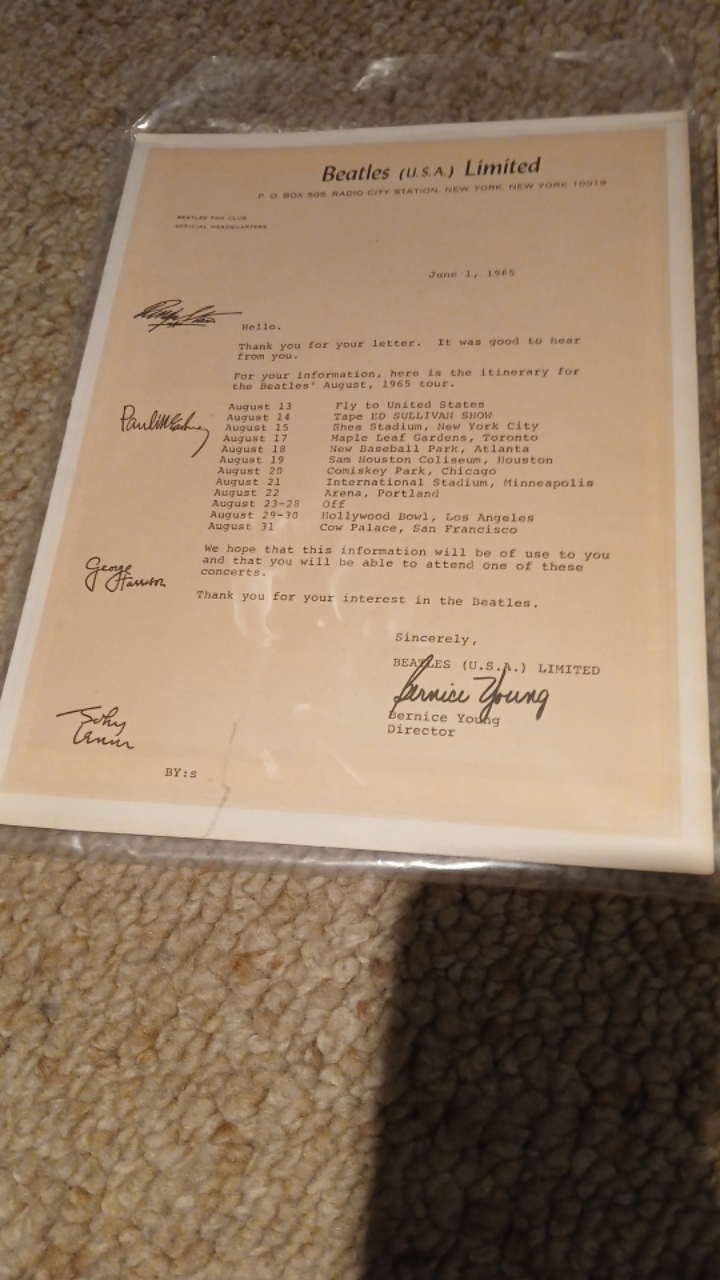 Beatles (U.S.A.) Limited
P. O. BOX 505, RADIO CITY STATION, NEW YORK, NEW YORK 10019
BEATLES FAN CLUB
OFFICIAL HEADQUARTERS
June 1, 1965
Ringo Starr
Hello.
Thank you for your letter. It was good to hear
from you.
For your information, here is the itinerary for
the Beatles' August, 1965 tour.
Paul McCartney
August 13 Fly to United States
August 14 Tape ED SULLIVAN SHOW
August 15 Shea Stadium, New York City
August 17 Maple Leaf Gardens, Toronto
August 18 New Baseball Park, Atlanta
August 19 Sam Houston Coliseum, Houston
August 20 Comiskey Park, Chicago
August 21 International Stadium, Minneapolis
August 22 Arena, Portland
August 23-28 Off
August 29-30 Hollywood Bowl, Los Angeles
August 31 Cow Palace, San Francisco
We hope that this information will be of use to you
and that you will be able to attend one of these
concerts.
George
Harrison
Thank you for your interest in the Beatles.
Sincerely,
BEATLES (U.S.A.) LIMITED
Bernice Young
Bernice Young
Director
John
Lennon
BY:s